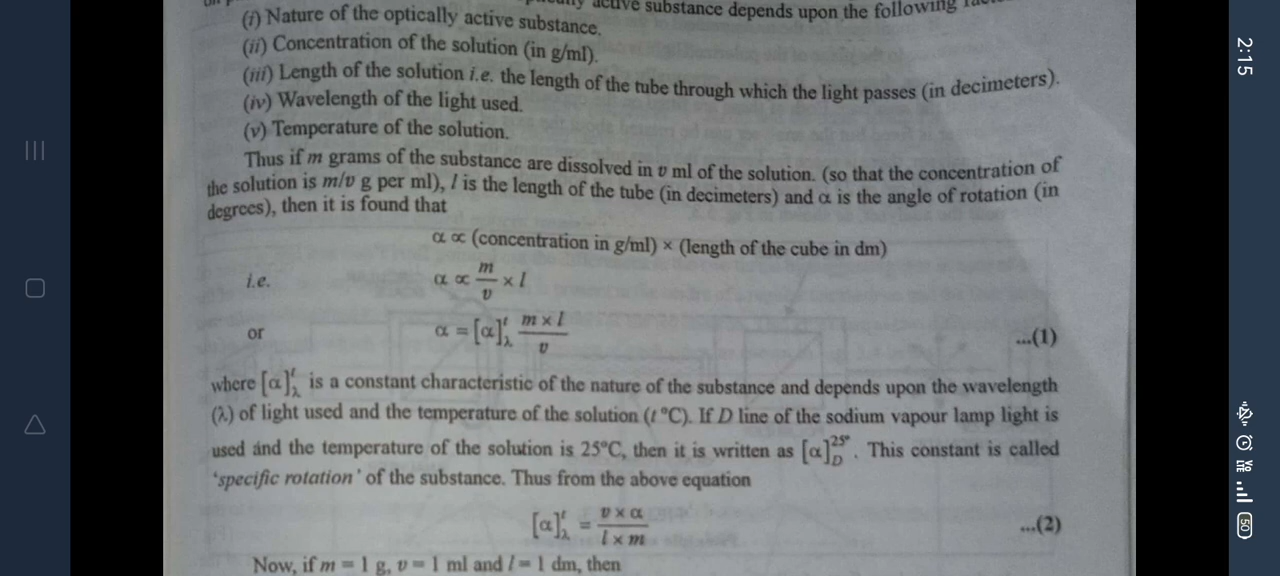 active substance depends upon the following
(i) Nature of the optically active substance.
(ii) Concentration of the solution (in g/ml).
(iii) Length of the solution i.e. the length of the tube through which the light passes (in decimeters).
(iv) Wavelength of the light used.
(v) Temperature of the solution.
Thus if m grams of the substance are dissolved in v ml of the solution. (so that the concentration of
the solution is m/v g per ml), l is the length of the tube (in decimeters) and α is the angle of rotation (in
degrees), then it is found that
α ∝ (concentration in g/ml) × (length of the cube in dm)
i.e. α ∝ m/v × l
or α = [α]ᵗ_λ (m × l)/v ...(1)
where [α]ᵗ_λ is a constant characteristic of the nature of the substance and depends upon the wavelength
(λ) of light used and the temperature of the solution (t °C). If D line of the sodium vapour lamp light is
used and the temperature of the solution is 25°C, then it is written as [α]²⁵°_D. This constant is called
'specific rotation' of the substance. Thus from the above equation
[α]ᵗ_λ = (v × α)/(l × m) ...(2)
Now, if m = 1 g, v = 1 ml and l = 1 dm, then
2:15
50